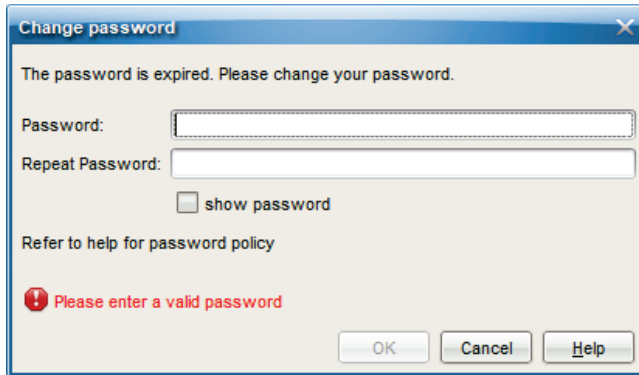 Change password
The password is expired. Please change your password.
Password:
Repeat Password:
show password
Refer to help for password policy
Please enter a valid password
OK Cancel Help